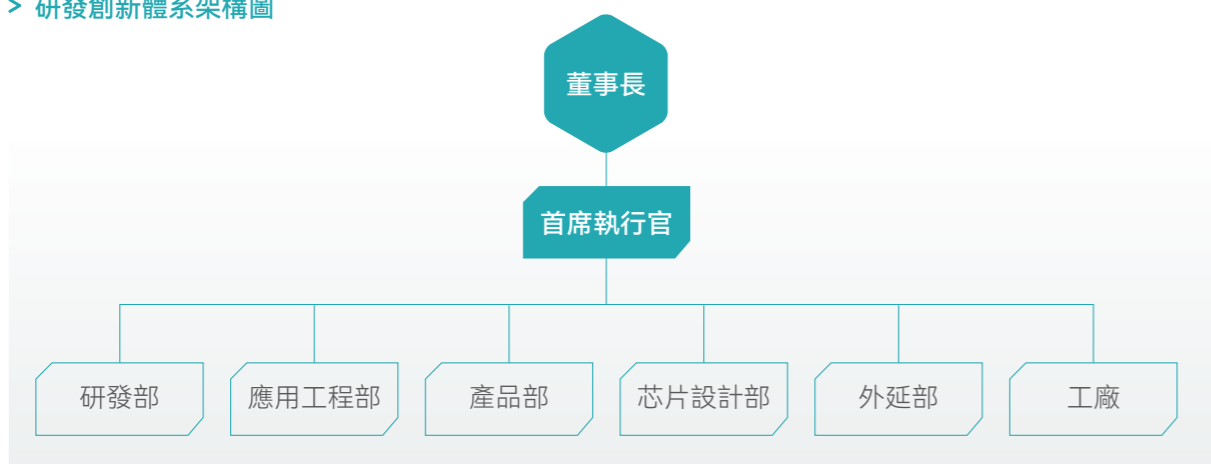 > 研發創新體系架構圖
董事長
首席執行官
研發部
應用工程部
產品部
芯片設計部
外延部
工廠